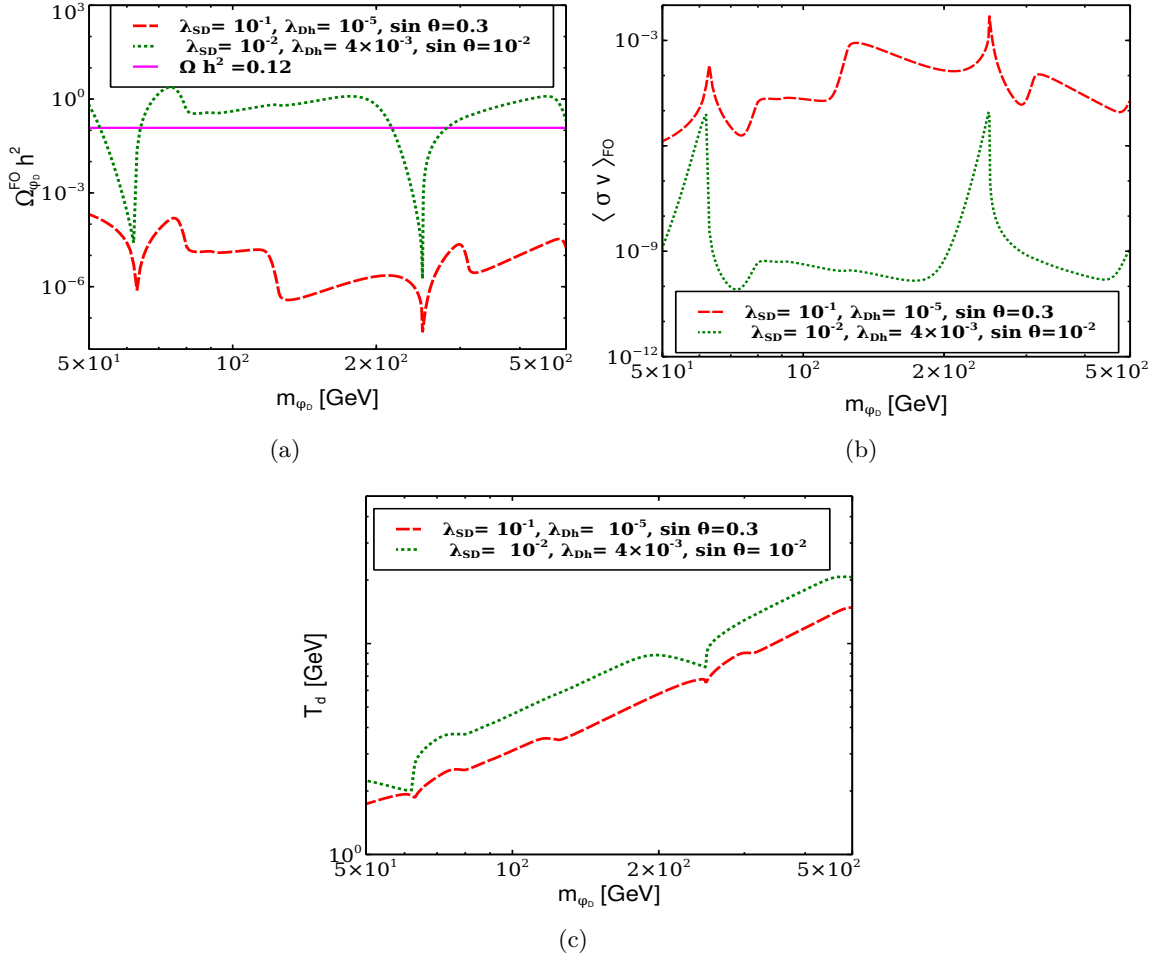 λSD= 10⁻¹, λDh= 10⁻⁵, sin θ=0.3
λSD= 10⁻², λDh= 4×10⁻³, sin θ=10⁻²
Ω h² =0.12
10³
10⁰
10⁻³
10⁻⁶
Ω^FO_φD h²
5×10¹ 10² 2×10² 5×10²
mφD [GeV]
(a)
10⁻³
10⁻⁹
10⁻¹²
⟨ σ v ⟩FO
λSD= 10⁻¹, λDh= 10⁻⁵, sin θ=0.3
λSD= 10⁻², λDh= 4×10⁻³, sin θ=10⁻²
5×10¹ 10² 2×10² 5×10²
mφD [GeV]
(b)
λSD= 10⁻¹, λDh= 10⁻⁵, sin θ=0.3
λSD= 10⁻², λDh= 4×10⁻³, sin θ= 10⁻²
Td [GeV]
10⁰
5×10¹ 10² 2×10² 5×10²
mφD [GeV]
(c)